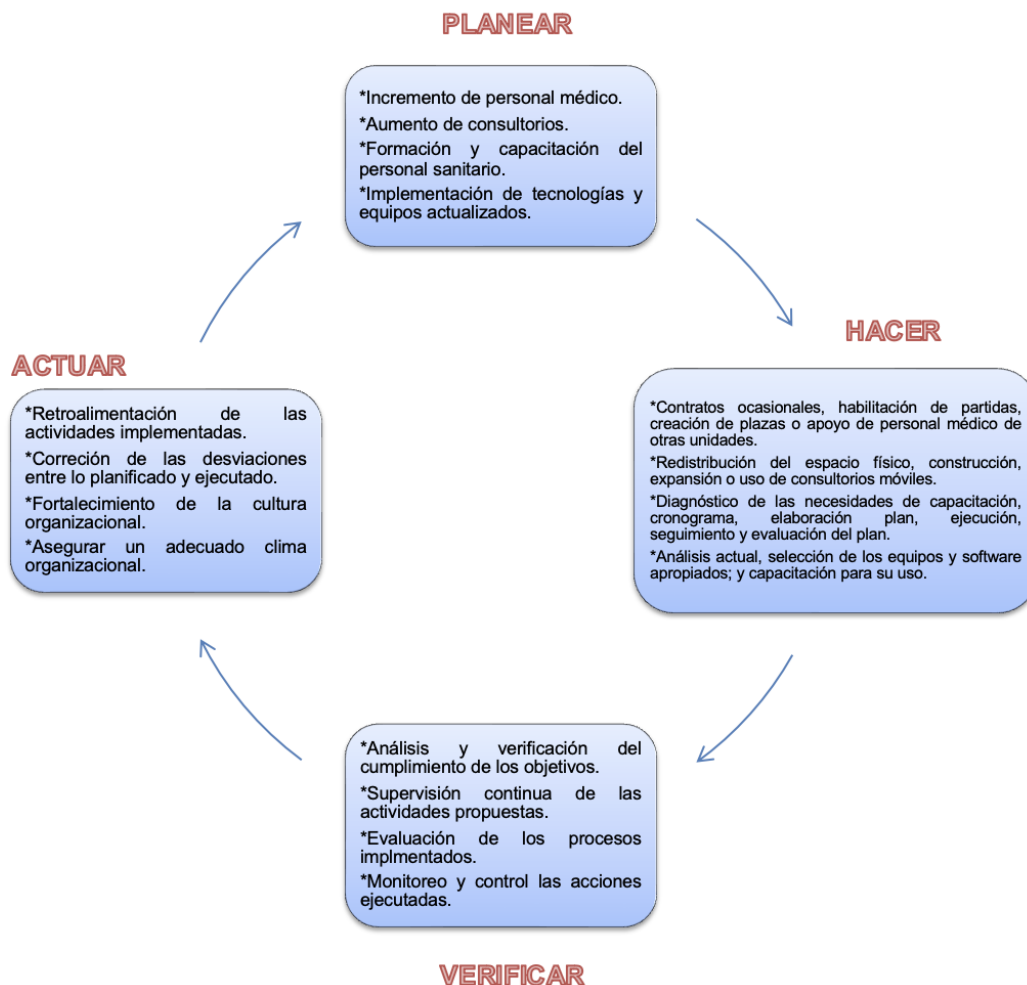 PLANEAR
*Incremento de personal médico.
*Aumento de consultorios.
*Formación y capacitación del
personal sanitario.
*Implementación de tecnologías y
equipos actualizados.
HACER
*Contratos ocasionales, habilitación de partidas,
creación de plazas o apoyo de personal médico de
otras unidades.
*Redistribución del espacio físico, construcción,
expansión o uso de consultorios móviles.
*Diagnóstico de las necesidades de capacitación,
cronograma, elaboración plan, ejecución,
seguimiento y evaluación del plan.
*Análisis actual, selección de los equipos y software
apropiados; y capacitación para su uso.
VERIFICAR
*Análisis y verificación del
cumplimiento de los objetivos.
*Supervisión continua de las
actividades propuestas.
*Evaluación de los procesos
implmentados.
*Monitoreo y control las acciones
ejecutadas.
ACTUAR
*Retroalimentación de las
actividades implementadas.
*Correción de las desviaciones
entre lo planificado y ejecutado.
*Fortalecimiento de la cultura
organizacional.
*Asegurar un adecuado clima
organizacional.